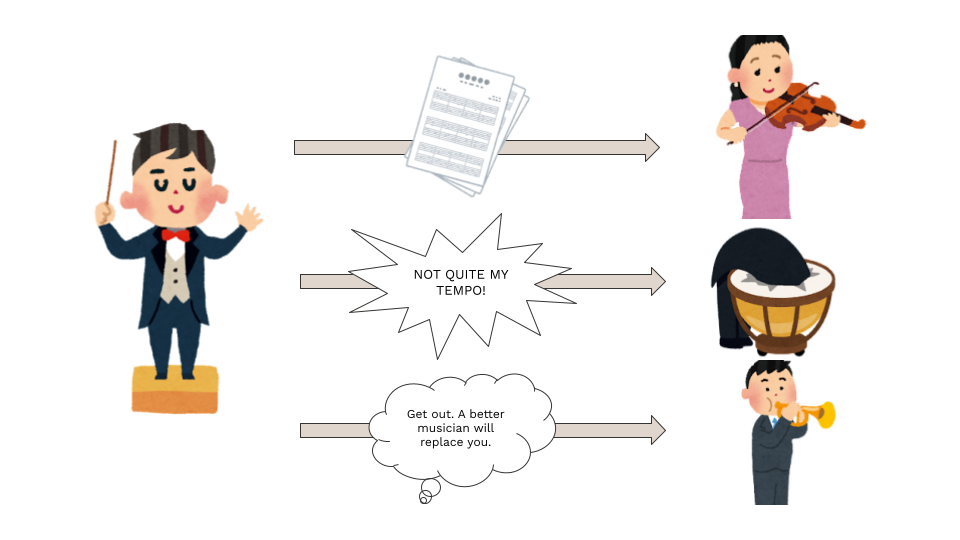 NOT QUITE MY
TEMPO!
Get out. A better
musician will
replace you.